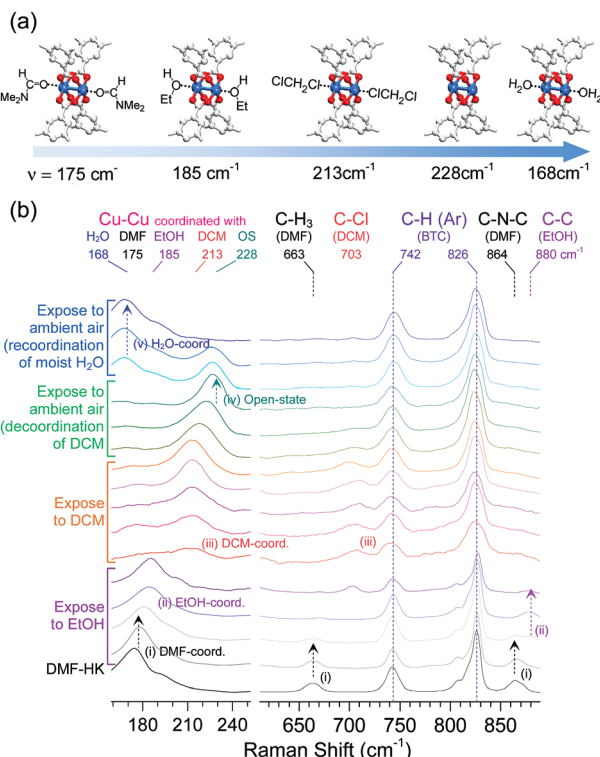 (a)
H
O
H
O
Me₂N
NMe₂
H
O
Et
H
O
Et
ClCH₂Cl
ClCH₂Cl
H₂O
OH₂
ν = 175 cm⁻
185 cm⁻¹
213cm⁻¹
228cm⁻¹
168cm⁻¹
(b)
Cu-Cu coordinated with
C-H₃
C-Cl
C-H (Ar)
C-N-C
C-C
H₂O DMF EtOH DCM OS
(DMF)
(DCM)
(BTC)
(DMF)
(EtOH)
168 175 185 213 228
663
703
742 826
864
880 cm⁻¹
Expose to
ambient air
(recoordination
of moist H₂O
(v) H₂O-coord.
Expose to
ambient air
(decoordination
of DCM
(iv) Open-state
Expose
to DCM
(iii) DCM-coord.
(iii)
Expose
to EtOH
(ii) EtOH-coord.
(ii)
(i) DMF-coord.
(i)
(i)
DMF-HK
180 210 240 650 700 750 800 850
Raman Shift (cm⁻¹)